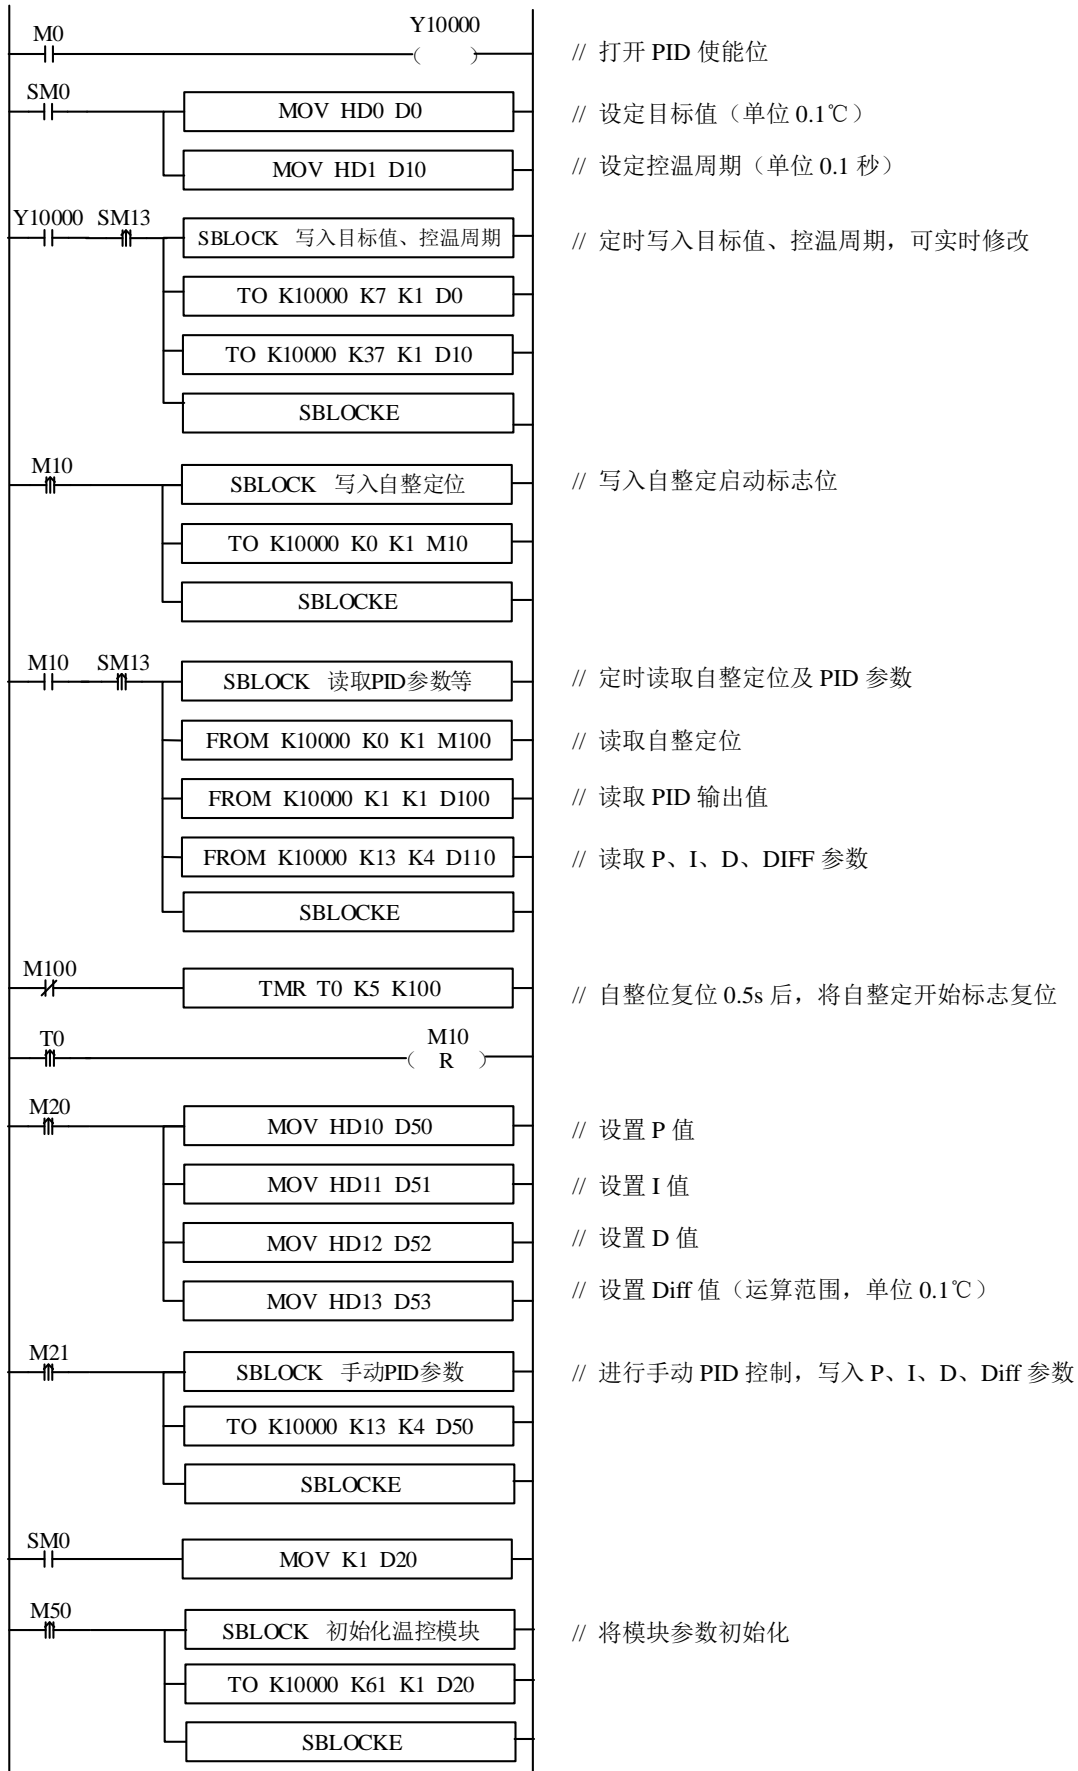 M0 Y10000
( ) // 打开 PID 使能位
SM0
MOV HD0 D0 // 设定目标值（单位 0.1℃）
MOV HD1 D10 // 设定控温周期（单位 0.1 秒）
Y10000 SM13
SBLOCK 写入目标值、控温周期 // 定时写入目标值、控温周期，可实时修改
TO K10000 K7 K1 D0
TO K10000 K37 K1 D10
SBLOCKE
M10
SBLOCK 写入自整定位 // 写入自整定启动标志位
TO K10000 K0 K1 M10
SBLOCKE
M10 SM13
SBLOCK 读取PID参数等 // 定时读取自整定位及 PID 参数
FROM K10000 K0 K1 M100 // 读取自整定位
FROM K10000 K1 K1 D100 // 读取 PID 输出值
FROM K10000 K13 K4 D110 // 读取 P、I、D、DIFF 参数
SBLOCKE
M100
TMR T0 K5 K100 // 自整位复位 0.5s 后，将自整定开始标志复位
T0 M10
( R )
M20
MOV HD10 D50 // 设置 P 值
MOV HD11 D51 // 设置 I 值
MOV HD12 D52 // 设置 D 值
MOV HD13 D53 // 设置 Diff 值（运算范围，单位 0.1℃）
M21
SBLOCK 手动PID参数 // 进行手动 PID 控制，写入 P、I、D、Diff 参数
TO K10000 K13 K4 D50
SBLOCKE
SM0
MOV K1 D20
M50
SBLOCK 初始化温控模块 // 将模块参数初始化
TO K10000 K61 K1 D20
SBLOCKE